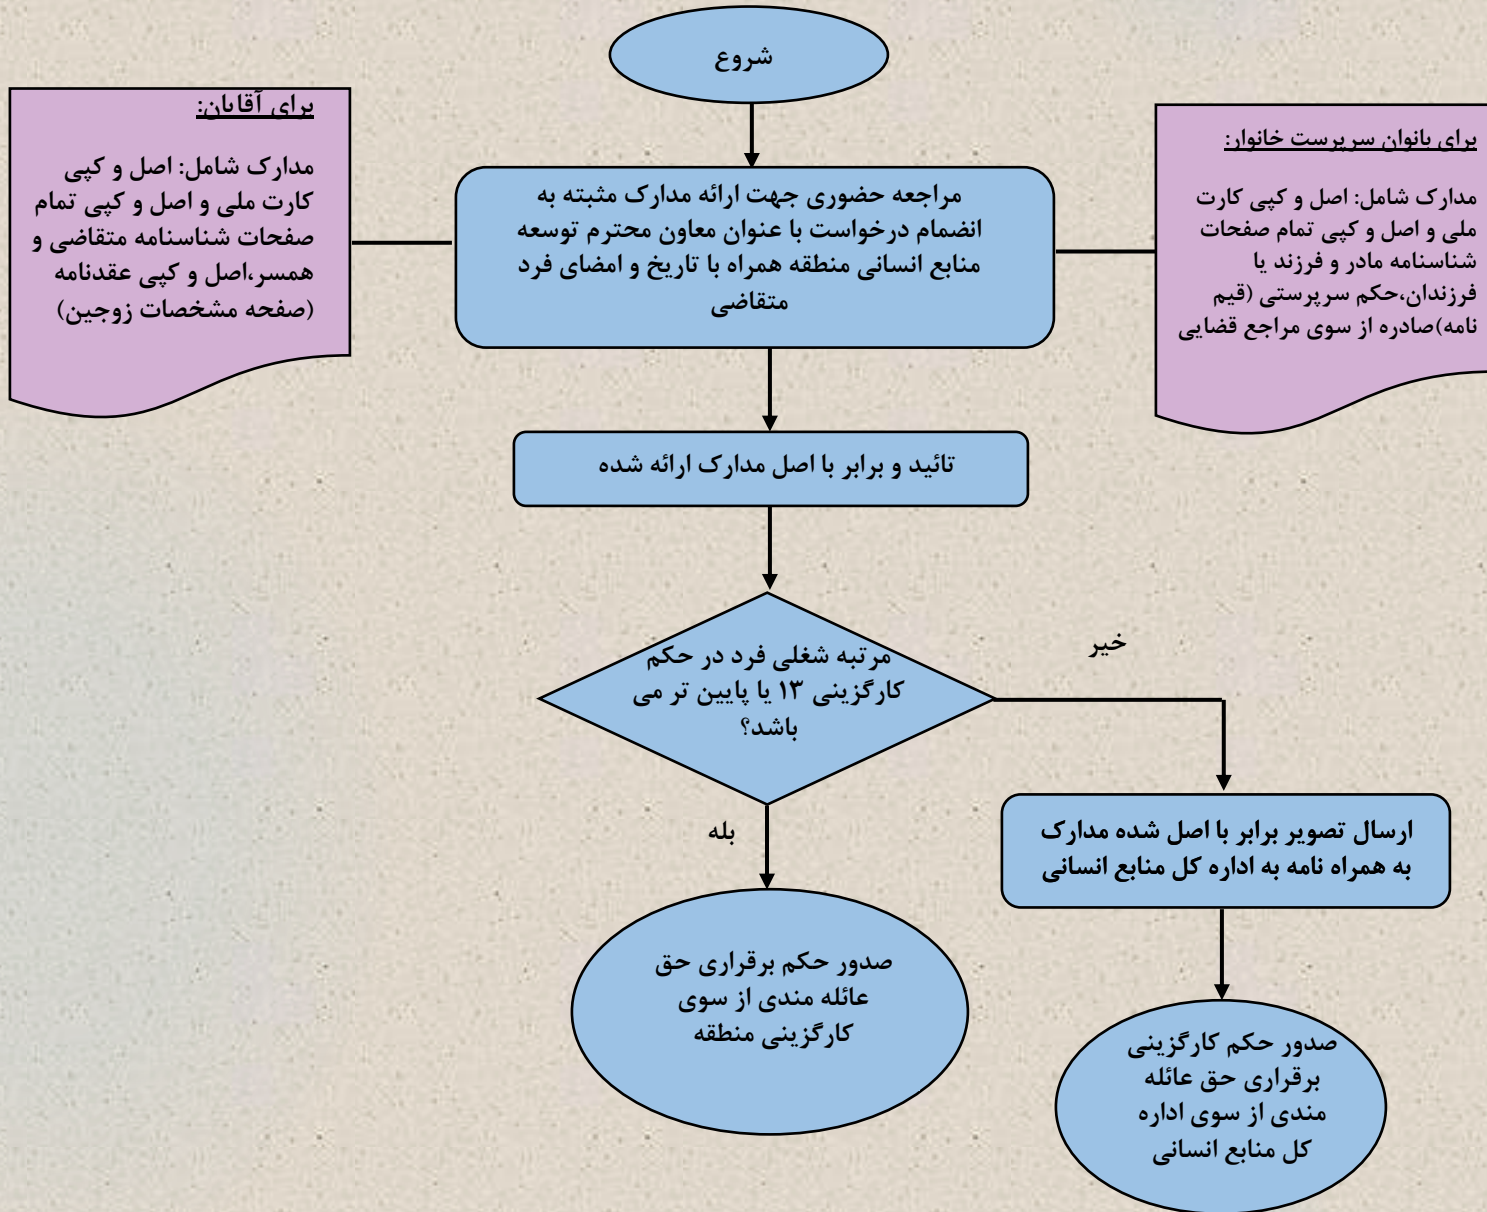 شروع
برای بانوان سرپرست خانوار:
مدارک شامل: اصل و کپی کارت
ملی و اصل و کپی تمام صفحات
شناسنامه مادر و فرزند یا
فرزندان،حکم سرپرستی (قیم
نامه)صادره از سوی مراجع قضایی
مراجعه حضوری جهت ارائه مدارک مثبته به
انضمام درخواست با عنوان معاون محترم توسعه
منابع انسانی منطقه همراه با تاریخ و امضای فرد
متقاضی
برای آقایان:
مدارک شامل: اصل و کپی
کارت ملی و اصل و کپی تمام
صفحات شناسنامه متقاضی و
همسر،اصل و کپی عقدنامه
(صفحه مشخصات زوجین)
تائید و برابر با اصل مدارک ارائه شده
مرتبه شغلی فرد در حکم
کارگزینی ۱۳ یا پایین تر می
باشد؟
خیر
بله
ارسال تصویر برابر با اصل شده مدارک
به همراه نامه به اداره کل منابع انسانی
صدور حکم برقراری حق
عائله مندی از سوی
کارگزینی منطقه
صدور حکم کارگزینی
برقراری حق عائله
مندی از سوی اداره
کل منابع انسانی